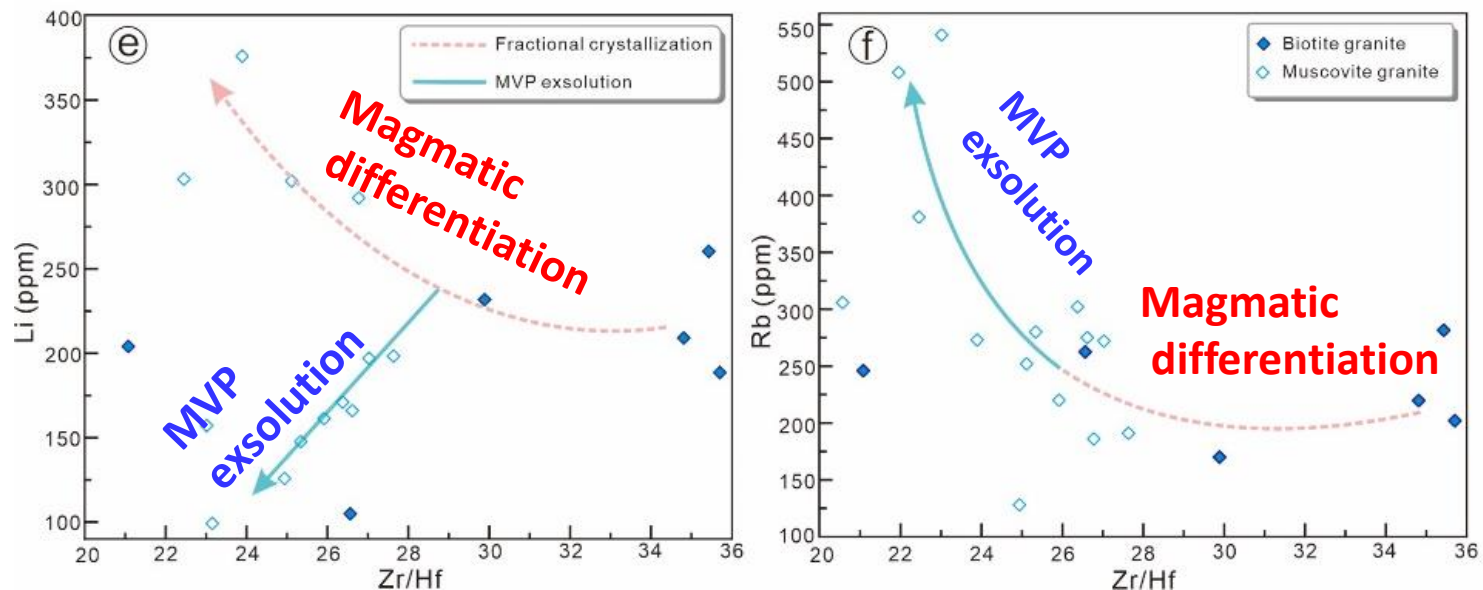 e
Fractional crystallization
MVP exsolution
Magmatic
differentiation
MVP
exsolution
Li (ppm)
400
350
300
250
200
150
100
20
22
24
26
28
30
32
34
36
Zr/Hf
f
Biotite granite
Muscovite granite
MVP
exsolution
Magmatic
differentiation
Rb (ppm)
550
500
450
400
350
300
250
200
150
100
20
22
24
26
28
30
32
34
36
Zr/Hf